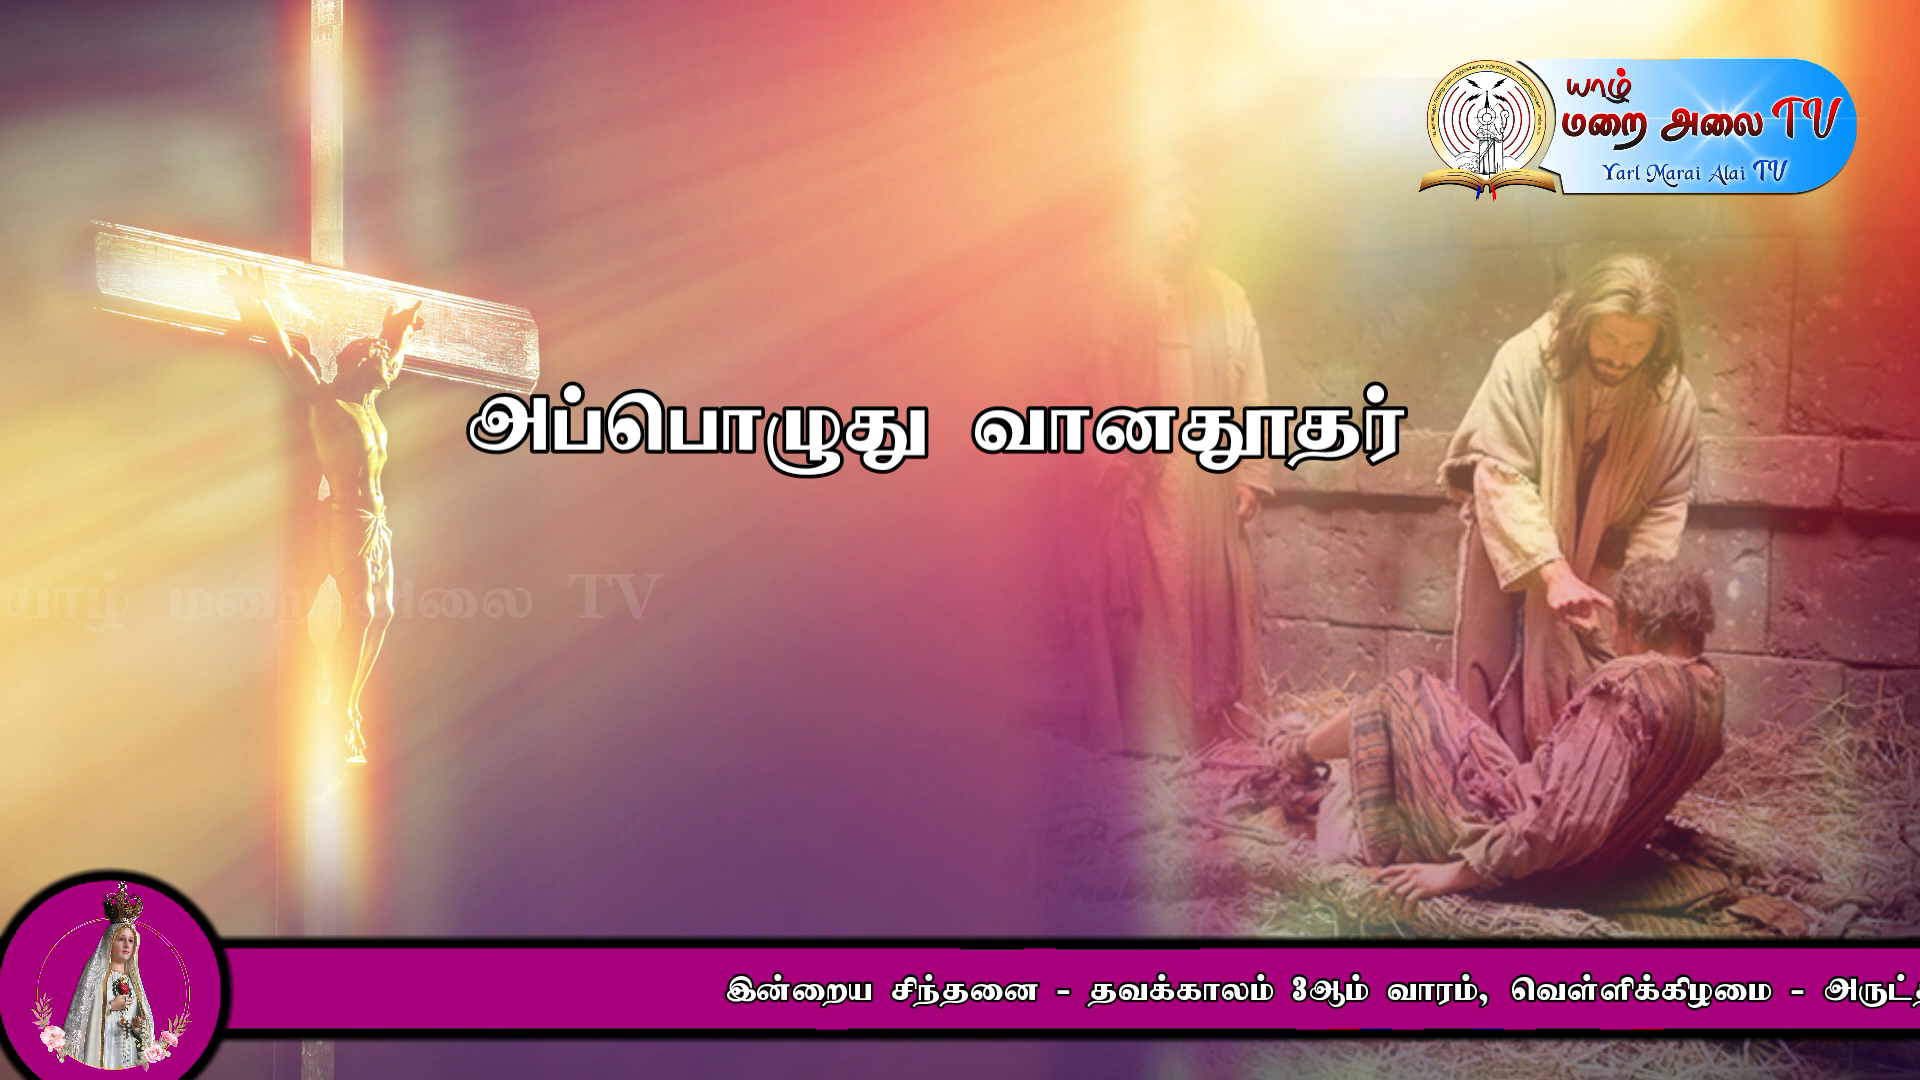 யாழ்
மறை அலை TV
Yarl Marai Alai TV
அப்பொழுது வானதூதர்
யாழ் மறை அலை TV
இன்றைய சிந்தனை - தவக்காலம் 3ஆம் வாரம், வெள்ளிக்கிழமை -